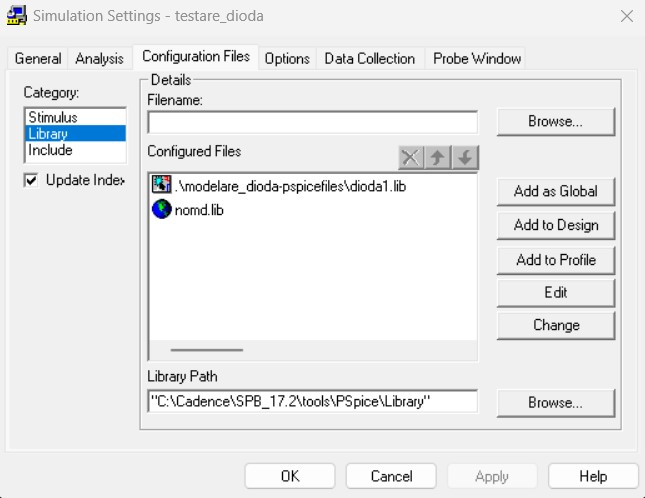 Simulation Settings - testare_dioda
General
Analysis
Configuration Files
Options
Data Collection
Probe Window
Category:
Stimulus
Library
Include
Update Index
Details
Filename:
Browse...
Configured Files
.\modelare_dioda-pspicefiles\dioda1.lib
nomd.lib
Add as Global
Add to Design
Add to Profile
Edit
Change
Library Path
"C:\Cadence\SPB_17.2\tools\PSpice\Library"
Browse...
OK
Cancel
Apply
Help